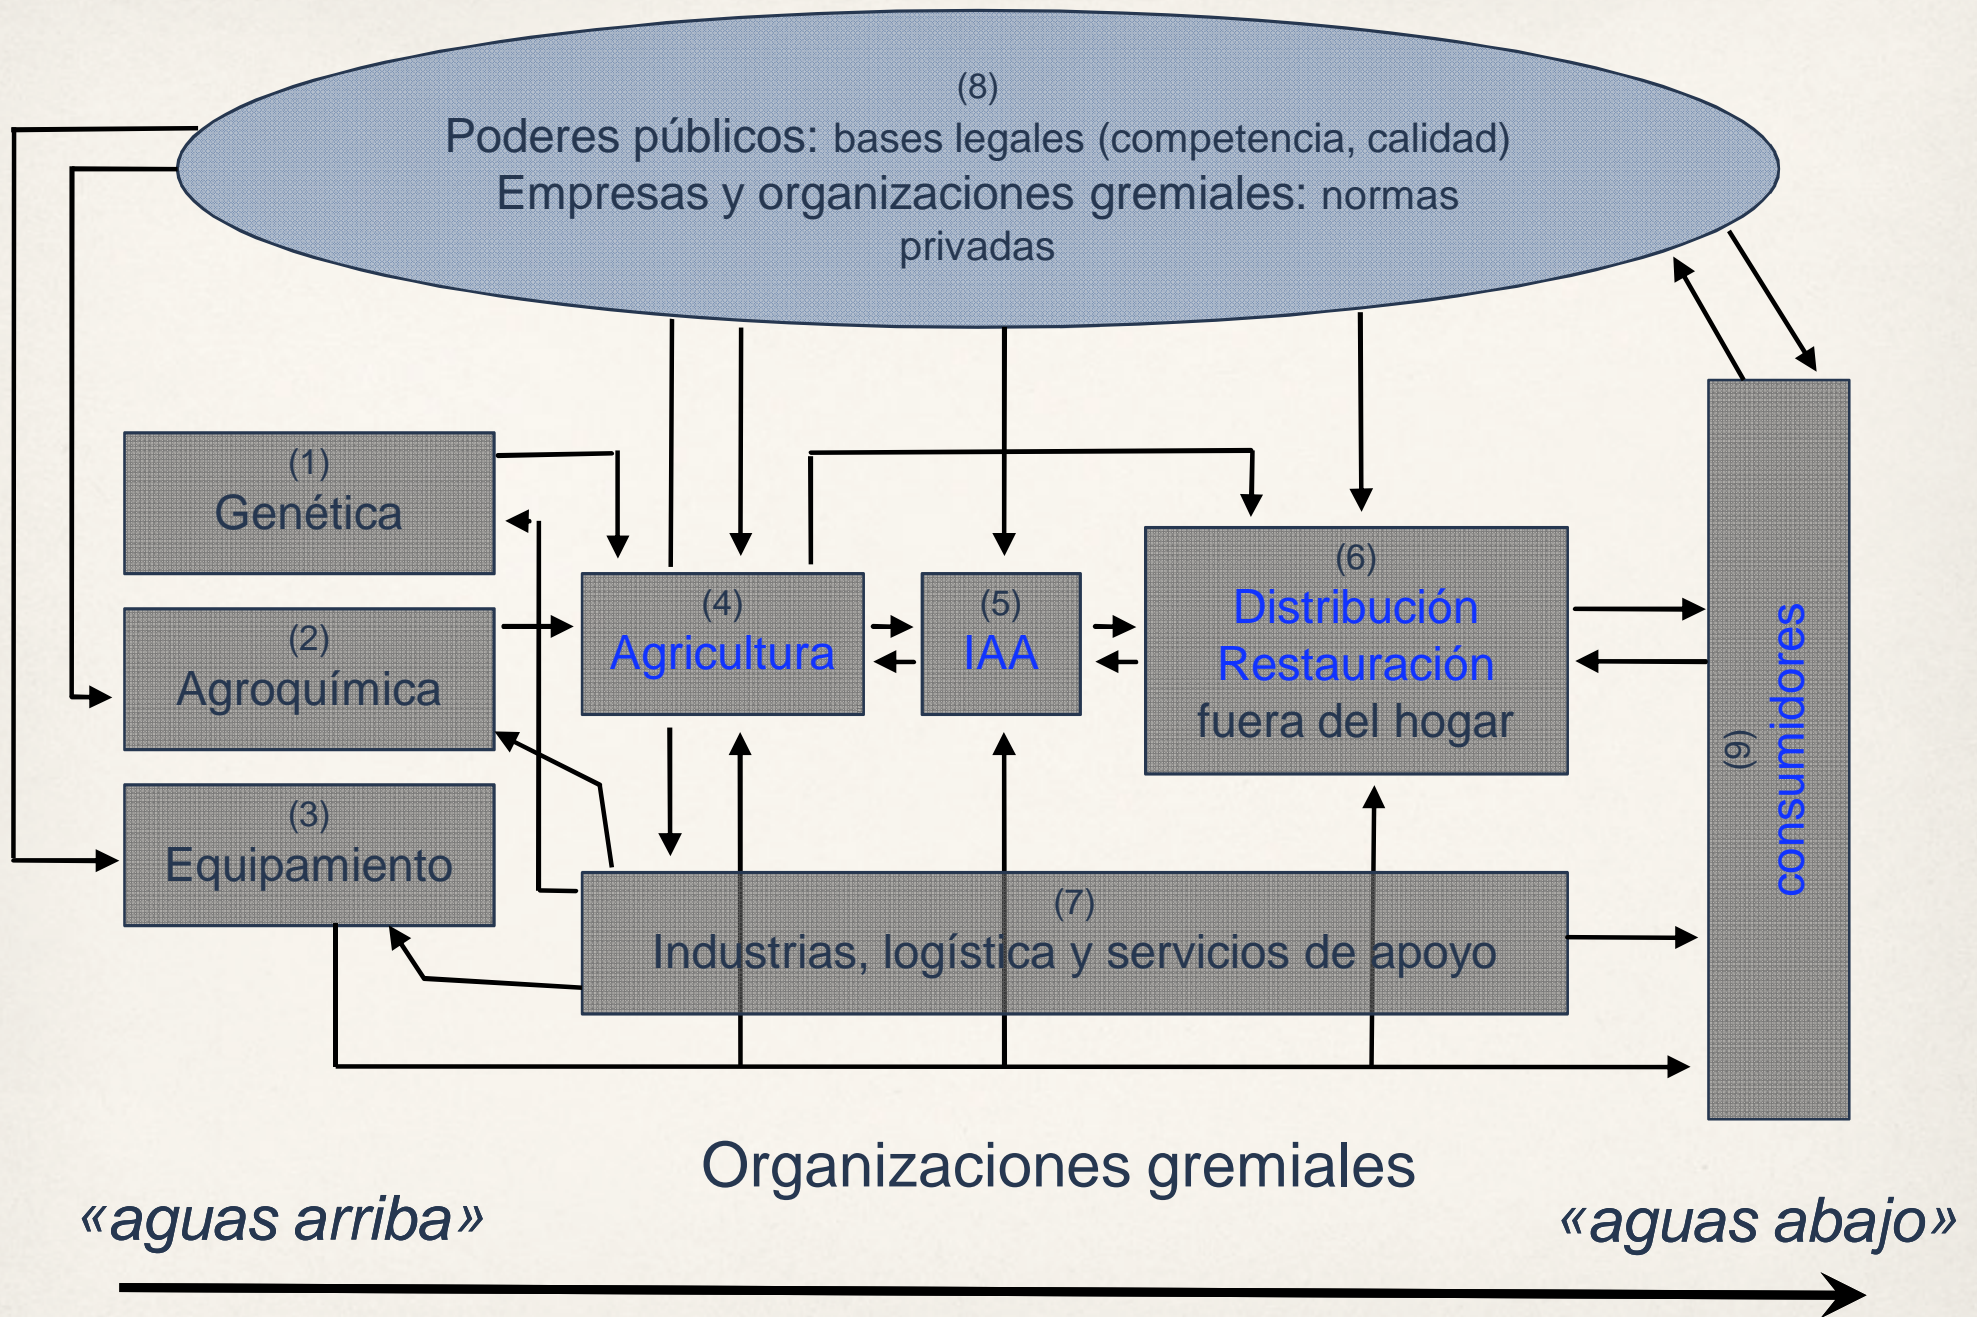 (8)
Poderes públicos: bases legales (competencia, calidad)
Empresas y organizaciones gremiales: normas
privadas
(1)
Genética
(2)
Agroquímica
(3)
Equipamiento
(4)
Agricultura
(5)
IAA
(6)
Distribución
Restauración
fuera del hogar
(7)
Industrias, logística y servicios de apoyo
(9)
consumidores
Organizaciones gremiales
«aguas arriba»
«aguas abajo»